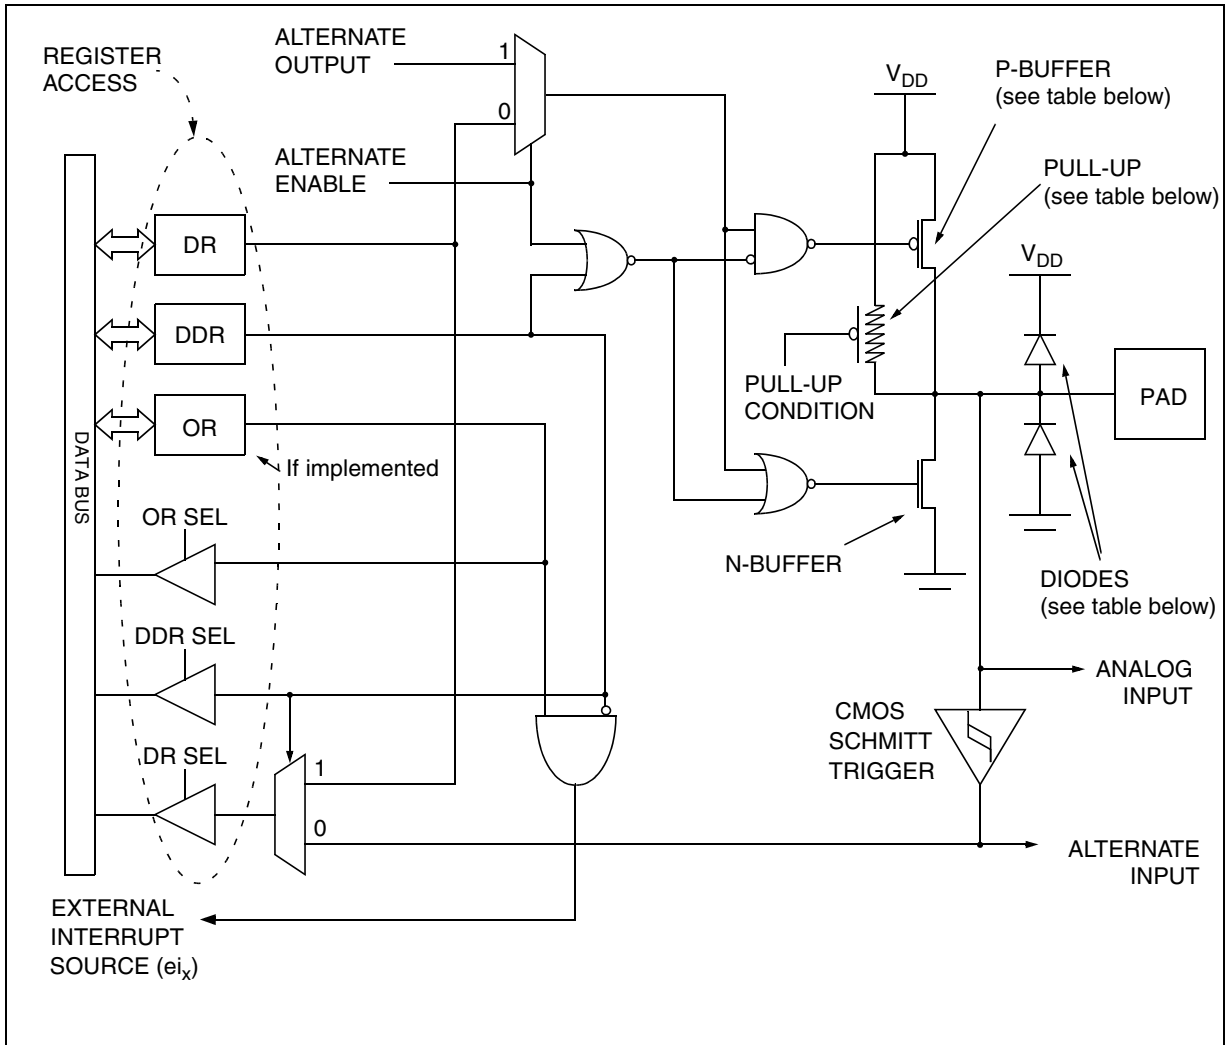 REGISTER
ACCESS
ALTERNATE
OUTPUT
1
0
ALTERNATE
ENABLE
VDD
P-BUFFER
(see table below)
PULL-UP
(see table below)
DR
DDR
OR
If implemented
DATA BUS
VDD
PULL-UP
CONDITION
PAD
N-BUFFER
DIODES
(see table below)
OR SEL
DDR SEL
DR SEL
1
0
CMOS
SCHMITT
TRIGGER
ANALOG
INPUT
ALTERNATE
INPUT
EXTERNAL
INTERRUPT
SOURCE (eix)